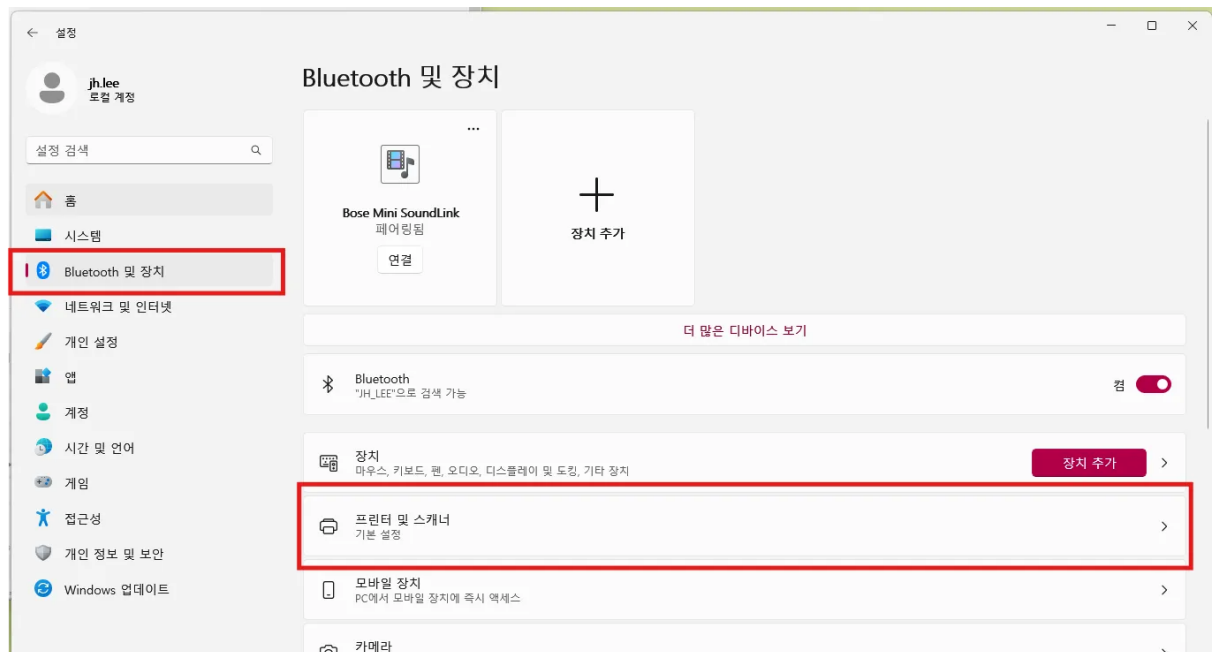 설정
jh.lee
로컬 계정
설정 검색
홈
시스템
Bluetooth 및 장치
네트워크 및 인터넷
개인 설정
앱
계정
시간 및 언어
게임
접근성
개인 정보 및 보안
Windows 업데이트
Bluetooth 및 장치
Bose Mini SoundLink
페어링됨
연결
장치 추가
더 많은 디바이스 보기
Bluetooth
"JH_LEE"으로 검색 가능
켬
장치
마우스, 키보드, 펜, 오디오, 디스플레이 및 도킹, 기타 장치
장치 추가
프린터 및 스캐너
기본 설정
모바일 장치
PC에서 모바일 장치에 즉시 액세스
카메라